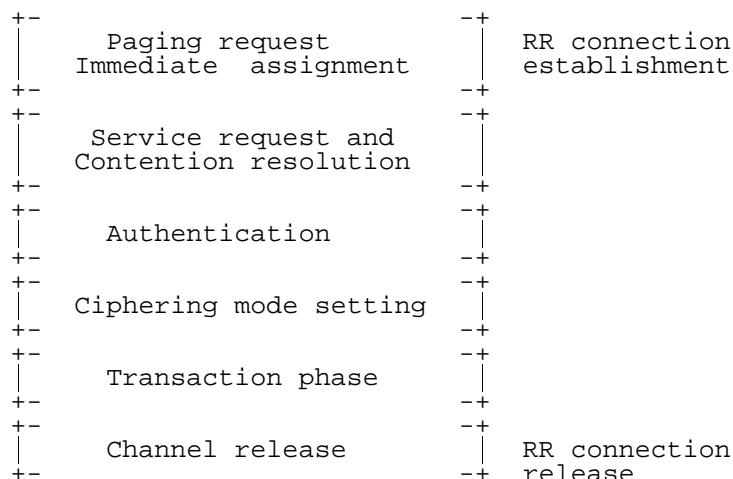 +- -+
| Paging request | RR connection
| Immediate assignment | establishment
+- -+
+- -+
| Service request and |
| Contention resolution |
+- -+
+- -+
| Authentication |
+- -+
+- -+
| Ciphering mode setting |
+- -+
+- -+
| Transaction phase |
+- -+
+- -+
| Channel release | RR connection
+- -+ release